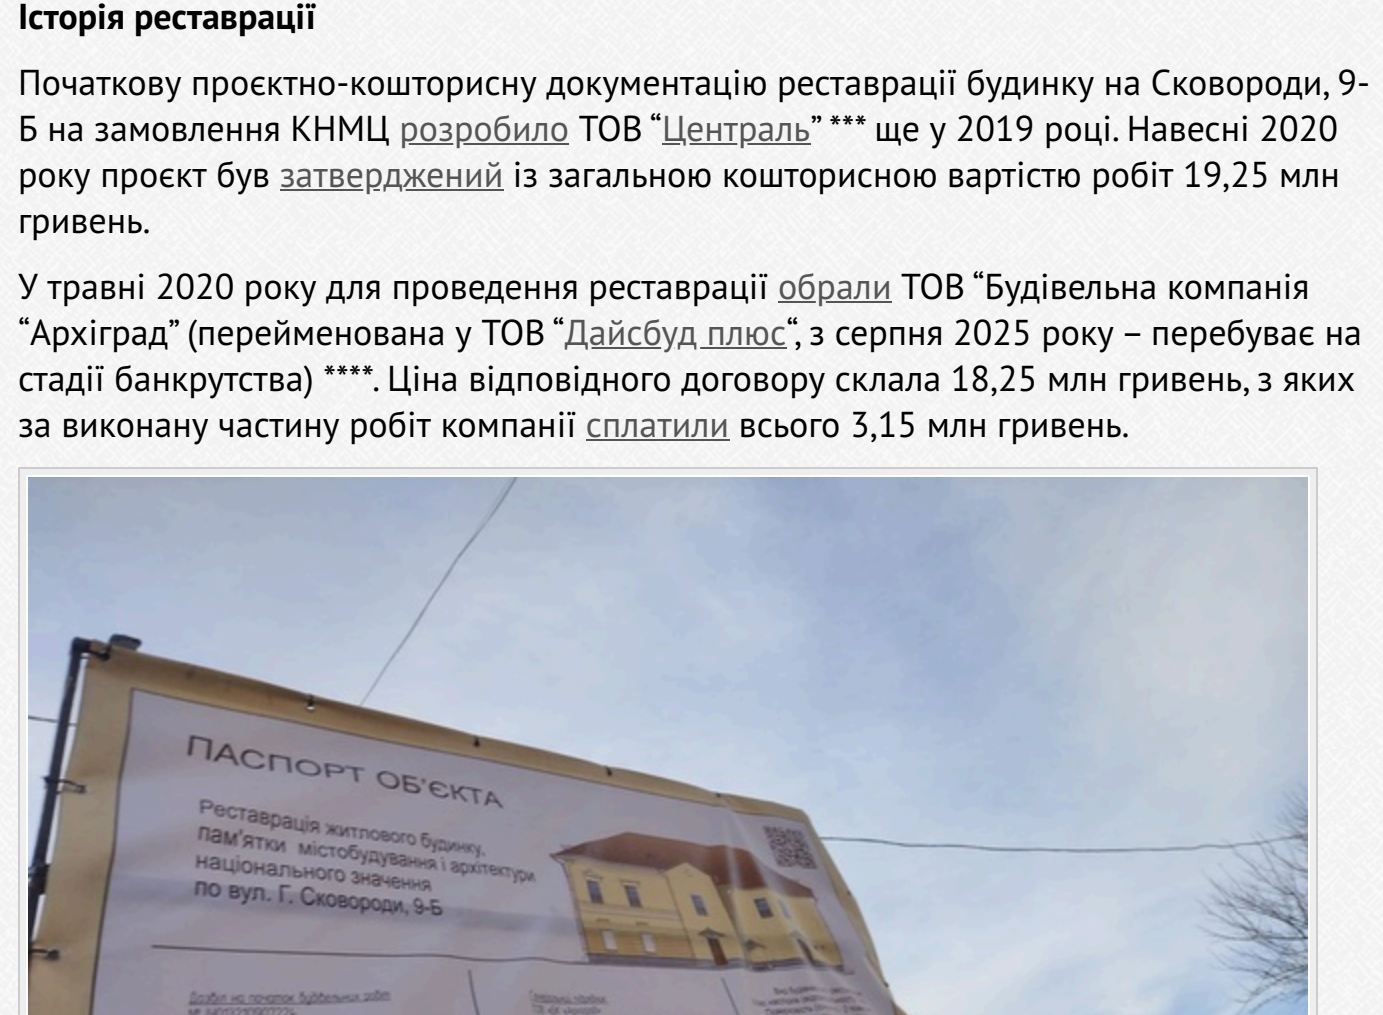 Історія реставрації
Початкову проєктно-кошторисну документацію реставрації будинку на Сковороди, 9-
Б на замовлення КНМЦ розробило ТОВ “Централь” *** ще у 2019 році. Навесні 2020
року проєкт був затверджений із загальною кошторисною вартістю робіт 19,25 млн
гривень.
У травні 2020 року для проведення реставрації обрали ТОВ “Будівельна компанія
“Архіград” (перейменована у ТОВ “Дайсбуд плюс“, з серпня 2025 року – перебуває на
стадії банкрутства) ****. Ціна відповідного договору склала 18,25 млн гривень, з яких
за виконану частину робіт компанії сплатили всього 3,15 млн гривень.
ПАСПОРТ ОБ'ЄКТА
Реставрація житлового будинку,
пам'ятки містобудування і архітектури
національного значення
по вул. Г. Сковороди, 9-Б